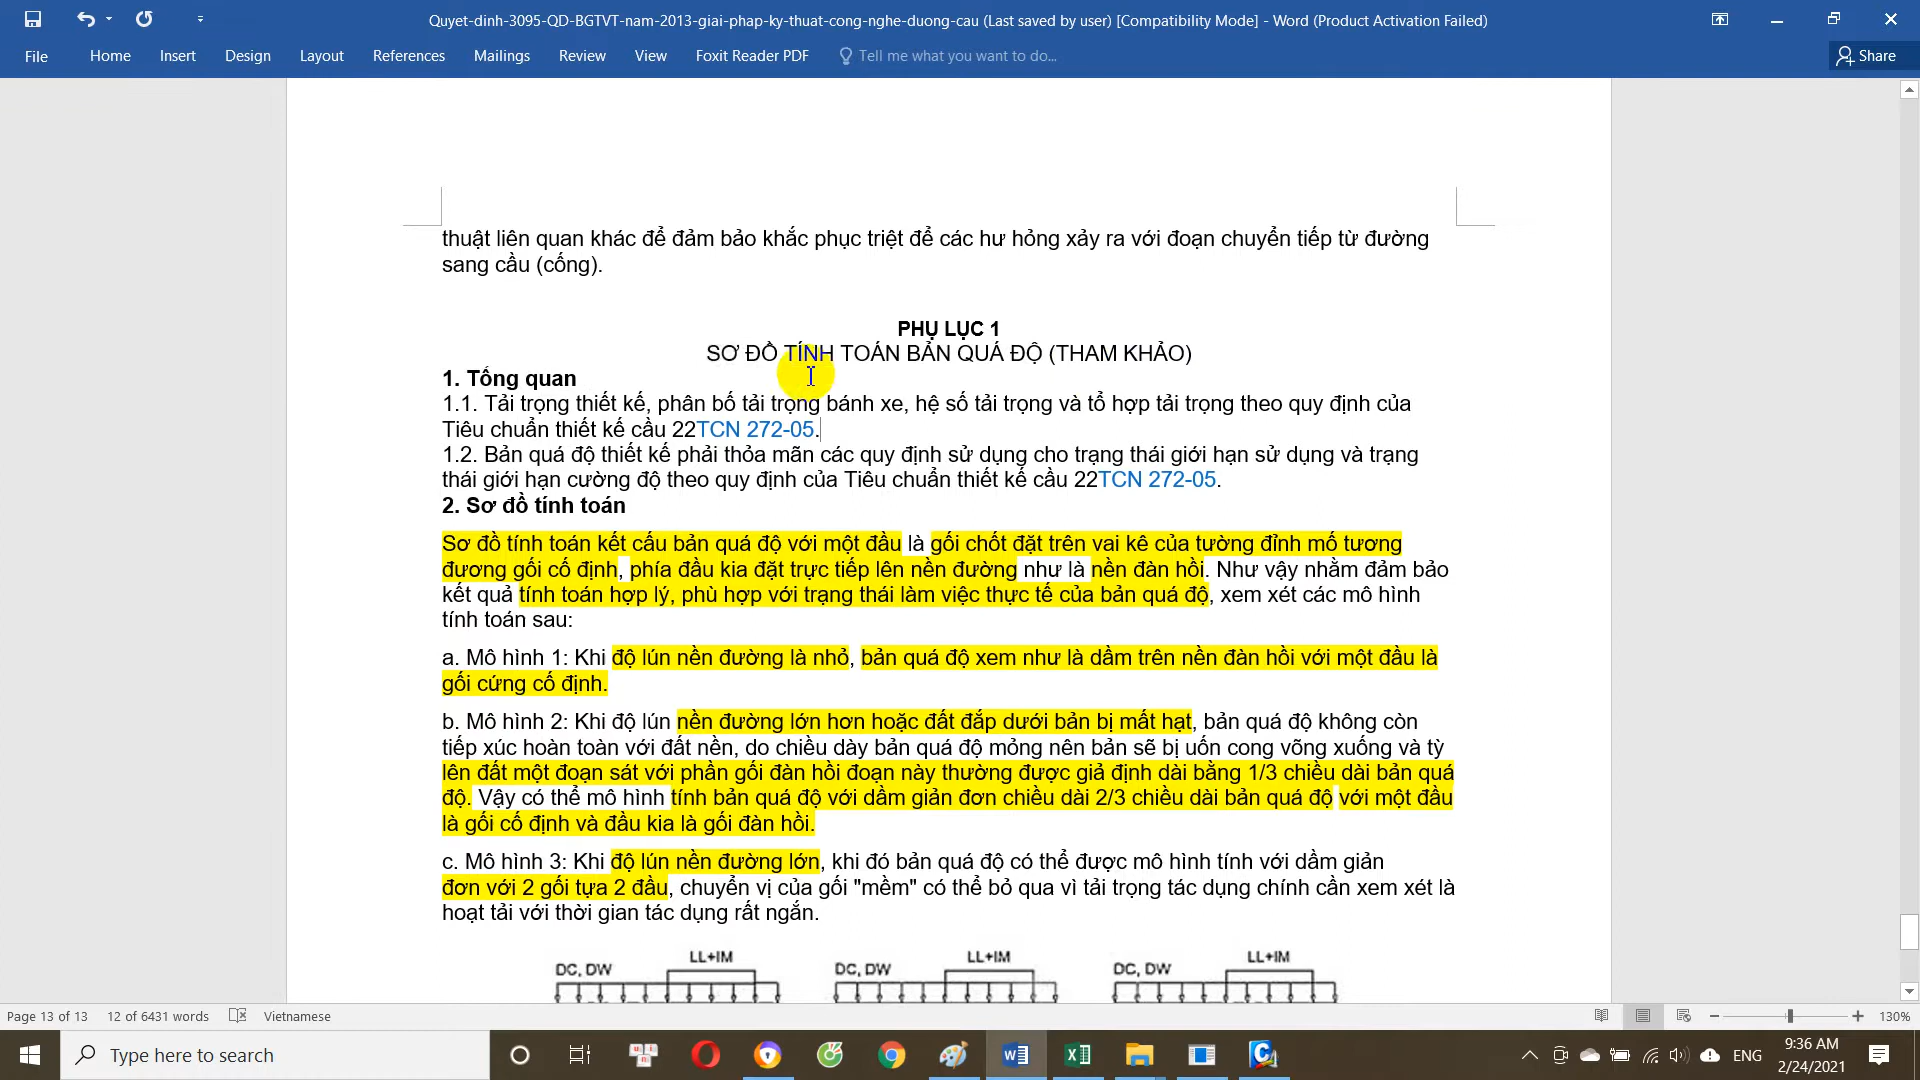 Quyet-dinh-3095-QD-BGTVT-nam-2013-giai-phap-ky-thuat-cong-nghe-duong-cau (Last saved by user) [Compatibility Mode] - Word (Product Activation Failed)
File Home Insert Design Layout References Mailings Review View Foxit Reader PDF Tell me what you want to do... Share
thuật liên quan khác để đảm bảo khắc phục triệt để các hư hỏng xảy ra với đoạn chuyển tiếp từ đường
sang cầu (cống).
PHỤ LỤC 1
SƠ ĐỒ TÍNH TOÁN BẢN QUÁ ĐỘ (THAM KHẢO)
1. Tổng quan
1.1. Tải trọng thiết kế, phân bố tải trọng bánh xe, hệ số tải trọng và tổ hợp tải trọng theo quy định của
Tiêu chuẩn thiết kế cầu 22TCN 272-05.
1.2. Bản quá độ thiết kế phải thỏa mãn các quy định sử dụng cho trạng thái giới hạn sử dụng và trạng
thái giới hạn cường độ theo quy định của Tiêu chuẩn thiết kế cầu 22TCN 272-05.
2. Sơ đồ tính toán
Sơ đồ tính toán kết cấu bản quá độ với một đầu là gối chốt đặt trên vai kê của tường đỉnh mố tương
đương gối cố định, phía đầu kia đặt trực tiếp lên nền đường như là nền đàn hồi. Như vậy nhằm đảm bảo
kết quả tính toán hợp lý, phù hợp với trạng thái làm việc thực tế của bản quá độ, xem xét các mô hình
tính toán sau:
a. Mô hình 1: Khi độ lún nền đường là nhỏ, bản quá độ xem như là dầm trên nền đàn hồi với một đầu là
gối cứng cố định.
b. Mô hình 2: Khi độ lún nền đường lớn hơn hoặc đất đắp dưới bản bị mất hạt, bản quá độ không còn
tiếp xúc hoàn toàn với đất nền, do chiều dày bản quá độ mỏng nên bản sẽ bị uốn cong võng xuống và tỳ
lên đất một đoạn sát với phần gối đàn hồi đoạn này thường được giả định dài bằng 1/3 chiều dài bản quá
độ. Vậy có thể mô hình tính bản quá độ với dầm giản đơn chiều dài 2/3 chiều dài bản quá độ với một đầu
là gối cố định và đầu kia là gối đàn hồi.
c. Mô hình 3: Khi độ lún nền đường lớn, khi đó bản quá độ có thể được mô hình tính với dầm giản
đơn với 2 gối tựa 2 đầu, chuyển vị của gối "mềm" có thể bỏ qua vì tải trọng tác dụng chính cần xem xét là
hoạt tải với thời gian tác dụng rất ngắn.
DC, DW LL+IM DC, DW LL+IM DC, DW LL+IM
Page 13 of 13 12 of 6431 words Vietnamese 130%
Type here to search ENG 9:36 AM
2/24/2021